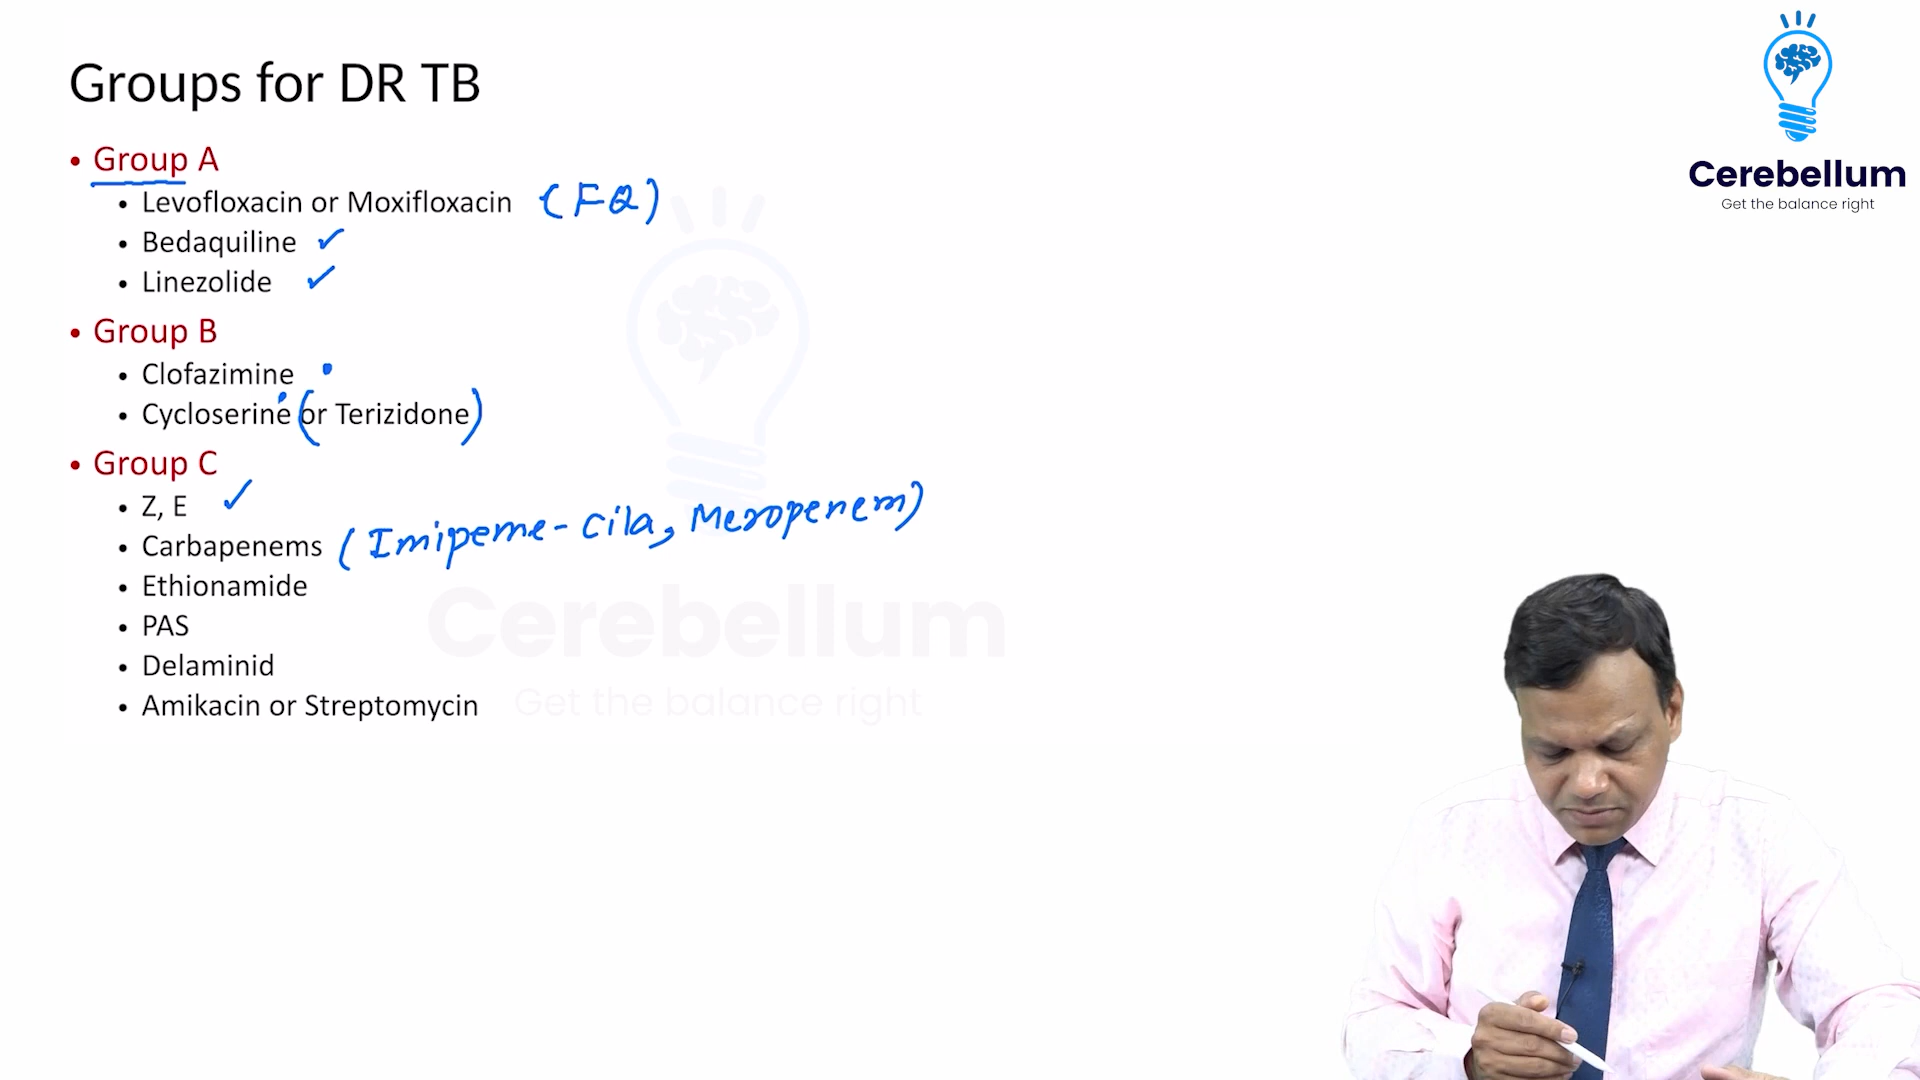 Groups for DR TB
Cerebellum
Get the balance right
• Group A
• Levofloxacin or Moxifloxacin (FQ)
• Bedaquiline ✓
• Linezolide ✓
• Group B
• Clofazimine
• Cycloserine (or Terizidone)
• Group C
• Z, E ✓
• Carbapenems (Imipeme-cila, Meropenem)
• Ethionamide
• PAS
• Delaminid
• Amikacin or Streptomycin
Cerebellum
Get the balance right